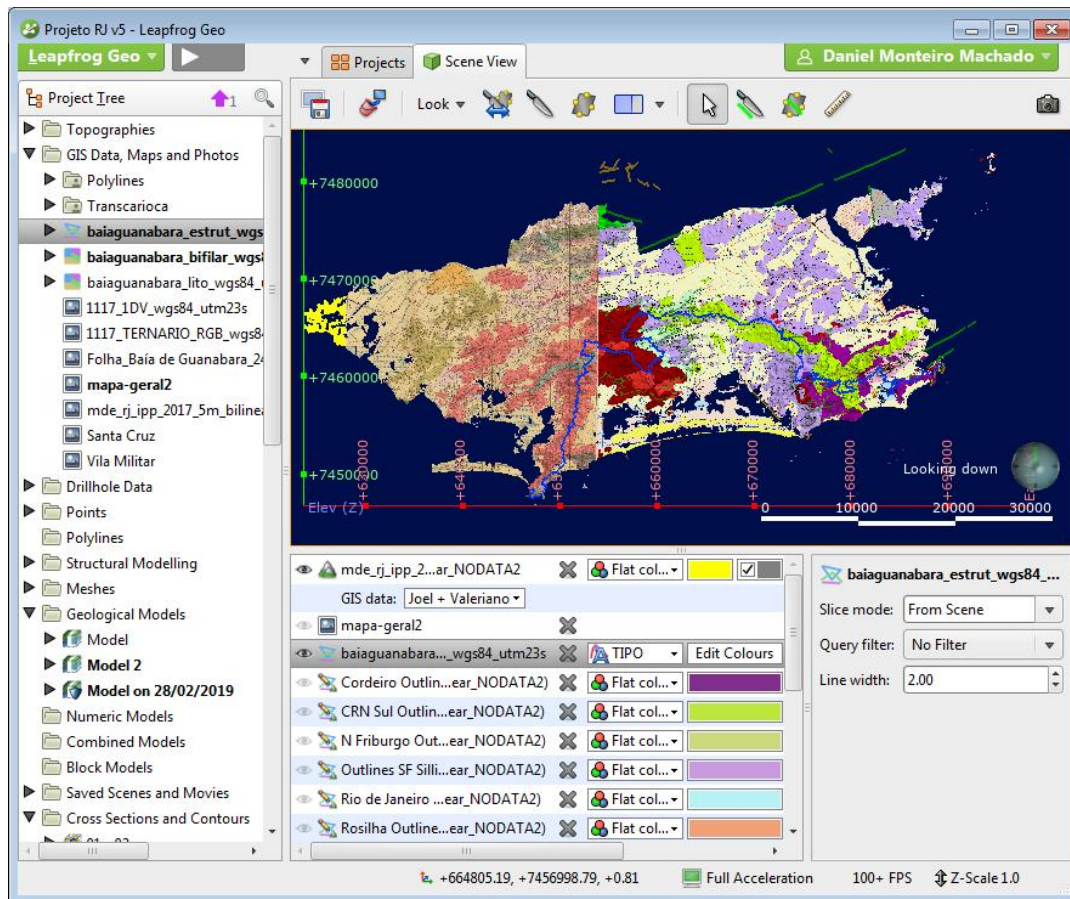 Projeto RJ v5 - Leapfrog Geo
Leapfrog Geo
Projects
Scene View
Daniel Monteiro Machado
Project Tree
1
Look
Topographies
GIS Data, Maps and Photos
Polylines
Transcarioca
baiaguanabara_estrut_wgs
baiaguanabara_bifilar_wgs8
baiaguanabara_lito_wgs84_u
1117_1DV_wgs84_utm23s
1117_TERNARIO_RGB_wgs84
Folha_Baía de Guanabara_24
mapa-geral2
mde_rj_ipp_2017_5m_biline
Santa Cruz
Vila Militar
Drillhole Data
Points
Polylines
Structural Modelling
Meshes
Geological Models
Model
Model 2
Model on 28/02/2019
Numeric Models
Combined Models
Block Models
Saved Scenes and Movies
Cross Sections and Contours
+7480000
+7470000
+7460000
+7450000
+660000
+670000
+680000
Looking down
Elev (Z)
0 10000 20000 30000
mde_rj_ipp_2...ar_NODATA2
Flat col...
GIS data: Joel + Valeriano
mapa-geral2
baiaguanabara..._wgs84_utm23s
TIPO
Edit Colours
Cordeiro Outlin...ear_NODATA2)
Flat col...
CRN Sul Outlin...ear_NODATA2)
Flat col...
N Friburgo Out...ear_NODATA2)
Flat col...
Outlines SF Silli...ear_NODATA2)
Flat col...
Rio de Janeiro ...ear_NODATA2)
Flat col...
Rosilha Outline...ear_NODATA2)
Flat col...
baiaguanabara_estrut_wgs84_...
Slice mode: From Scene
Query filter: No Filter
Line width: 2.00
+664805.19, +7456998.79, +0.81
Full Acceleration
100+ FPS
Z-Scale 1.0